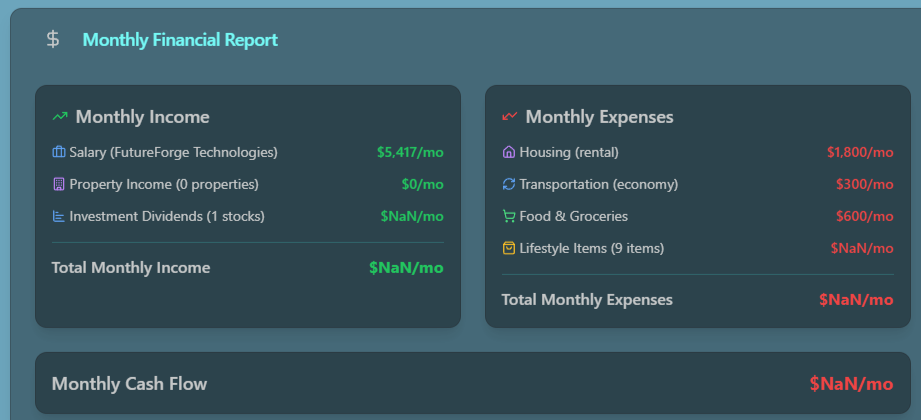 $ Monthly Financial Report
Monthly Income
Salary (FutureForge Technologies) $5,417/mo
Property Income (0 properties) $0/mo
Investment Dividends (1 stocks) $NaN/mo
Total Monthly Income $NaN/mo
Monthly Expenses
Housing (rental) $1,800/mo
Transportation (economy) $300/mo
Food & Groceries $600/mo
Lifestyle Items (9 items) $NaN/mo
Total Monthly Expenses $NaN/mo
Monthly Cash Flow $NaN/mo